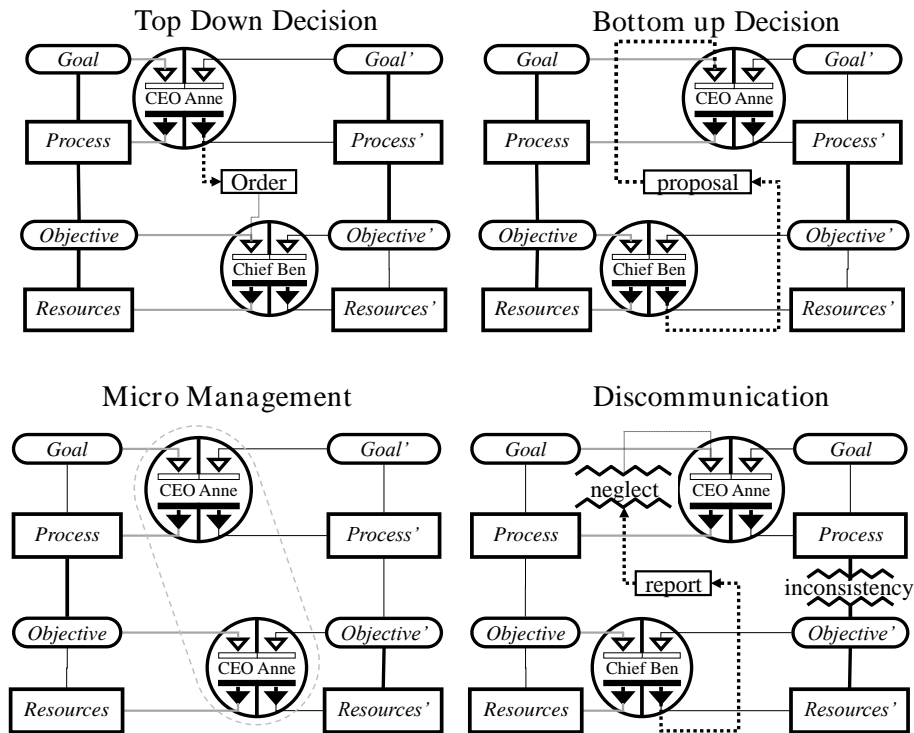 Top Down Decision
Goal
CEO Anne
Goal’
Process
Process’
Order
Objective
Objective’
Chief Ben
Resources
Resources’
Bottom up Decision
Goal
CEO Anne
Goal’
Process
Process’
proposal
Objective
Objective’
Chief Ben
Resources
Resources’
Micro Management
Goal
CEO Anne
Goal’
Process
Process’
Objective
Objective’
CEO Anne
Resources
Resources’
Discommunication
Goal
neglect
CEO Anne
Goal
Process
Process
report
inconsistency
Objective
Objective’
Chief Ben
Resources
Resources’